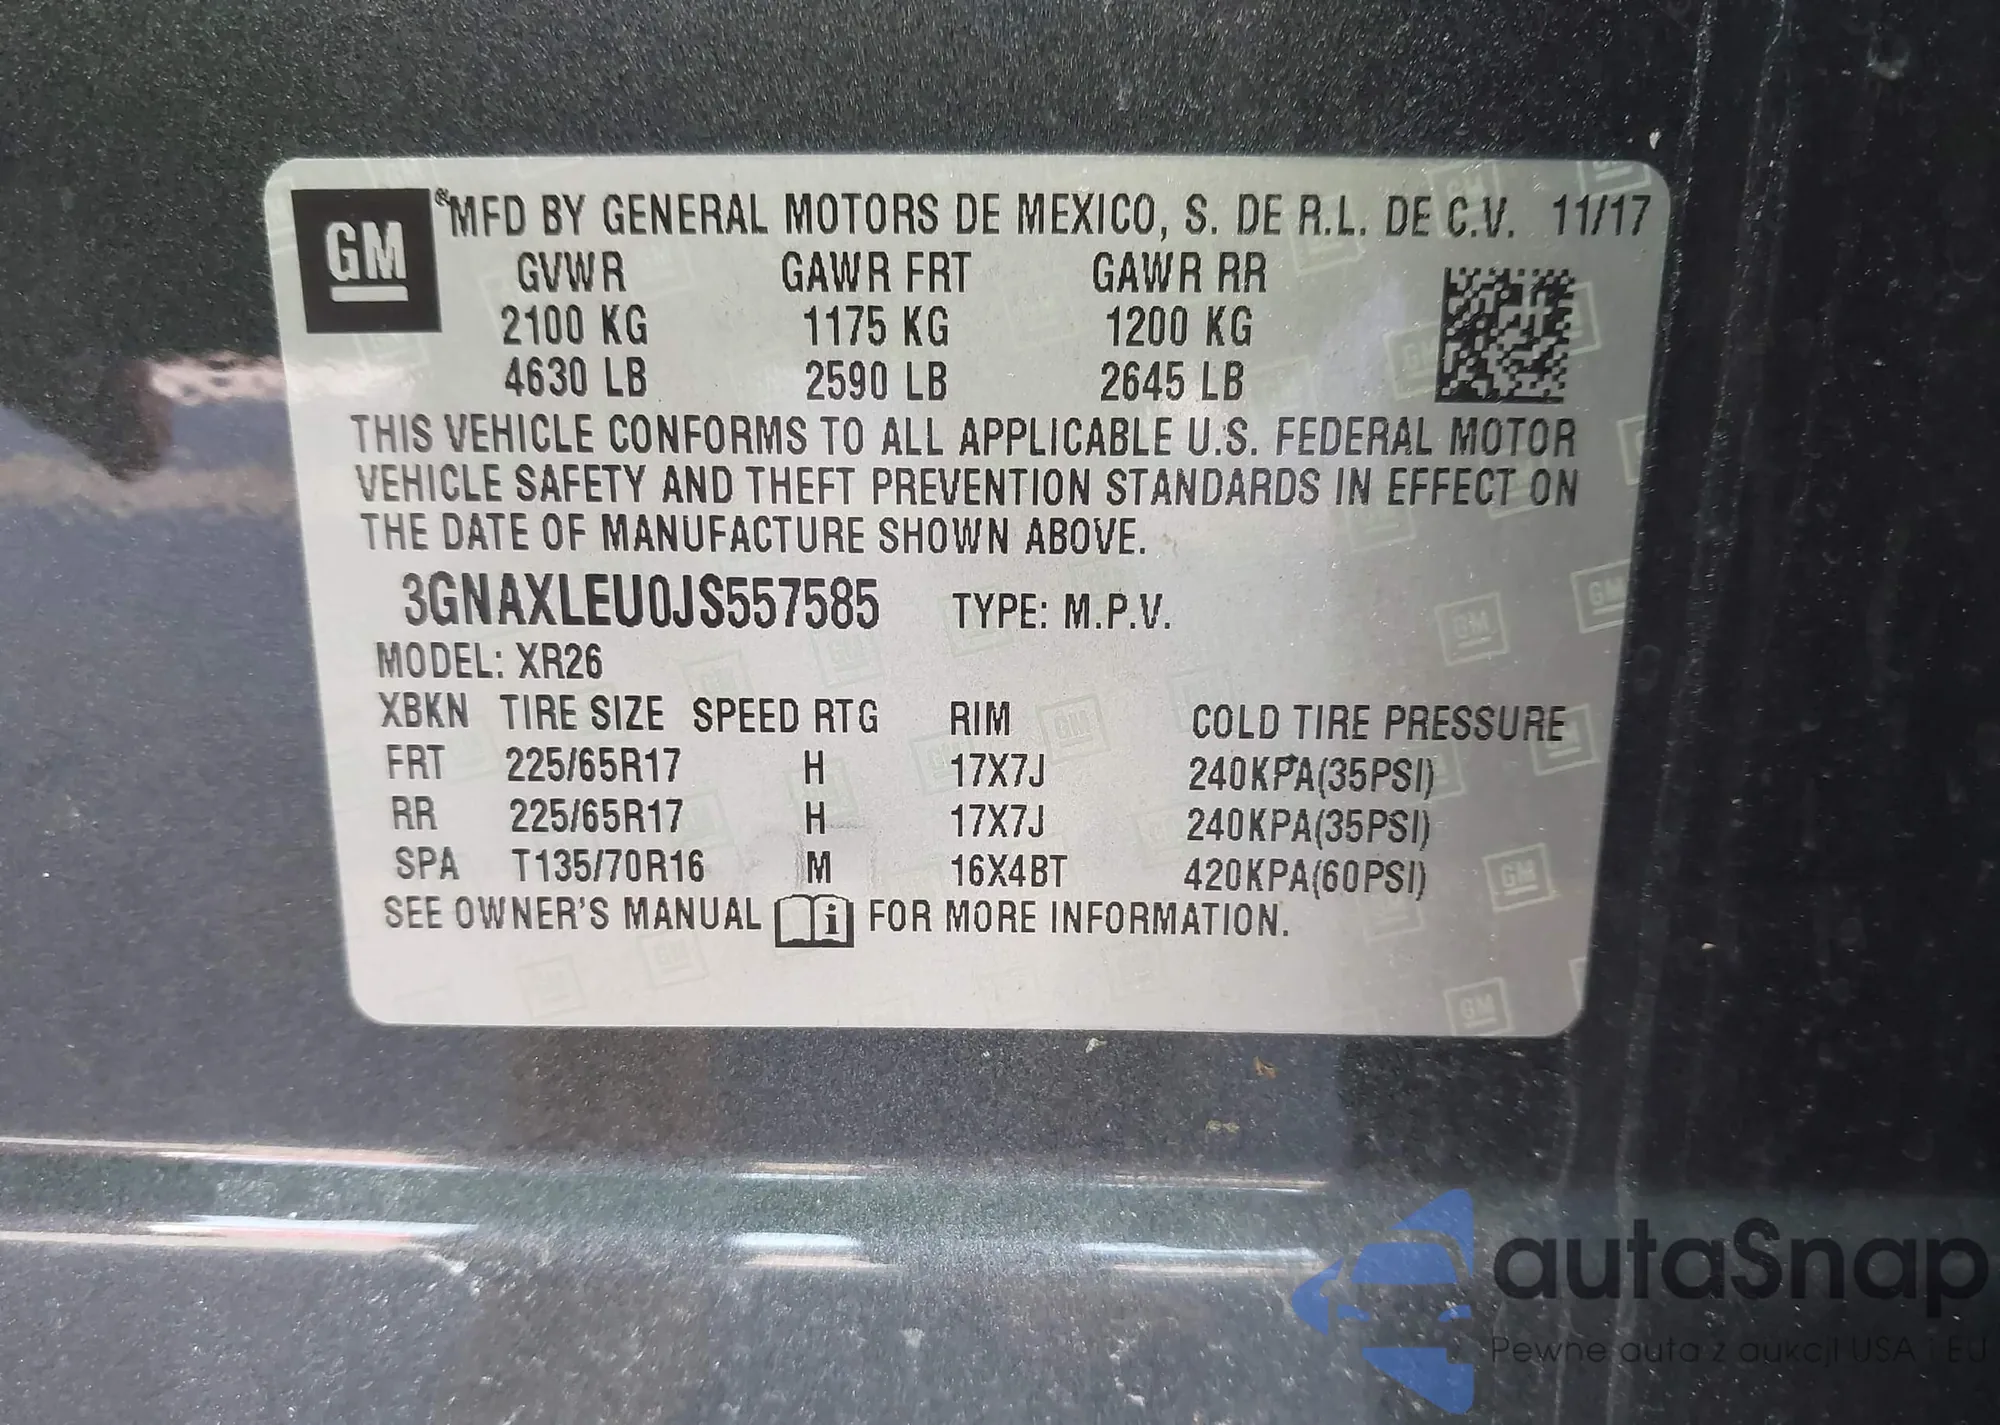 GM
®MFD BY GENERAL MOTORS DE MEXICO, S. DE R.L. DE C.V. 11/17
GVWR GAWR FRT GAWR RR
2100 KG 1175 KG 1200 KG
4630 LB 2590 LB 2645 LB
THIS VEHICLE CONFORMS TO ALL APPLICABLE U.S. FEDERAL MOTOR
VEHICLE SAFETY AND THEFT PREVENTION STANDARDS IN EFFECT ON
THE DATE OF MANUFACTURE SHOWN ABOVE.
3GNAXLEU0JS557585 TYPE: M.P.V.
MODEL: XR26
XBKN TIRE SIZE SPEED RTG RIM COLD TIRE PRESSURE
FRT 225/65R17 H 17X7J 240KPA(35PSI)
RR 225/65R17 H 17X7J 240KPA(35PSI)
SPA T135/70R16 M 16X4BT 420KPA(60PSI)
SEE OWNER'S MANUAL i FOR MORE INFORMATION.
autaSnap
Pewne auta z aukcji USA i EU